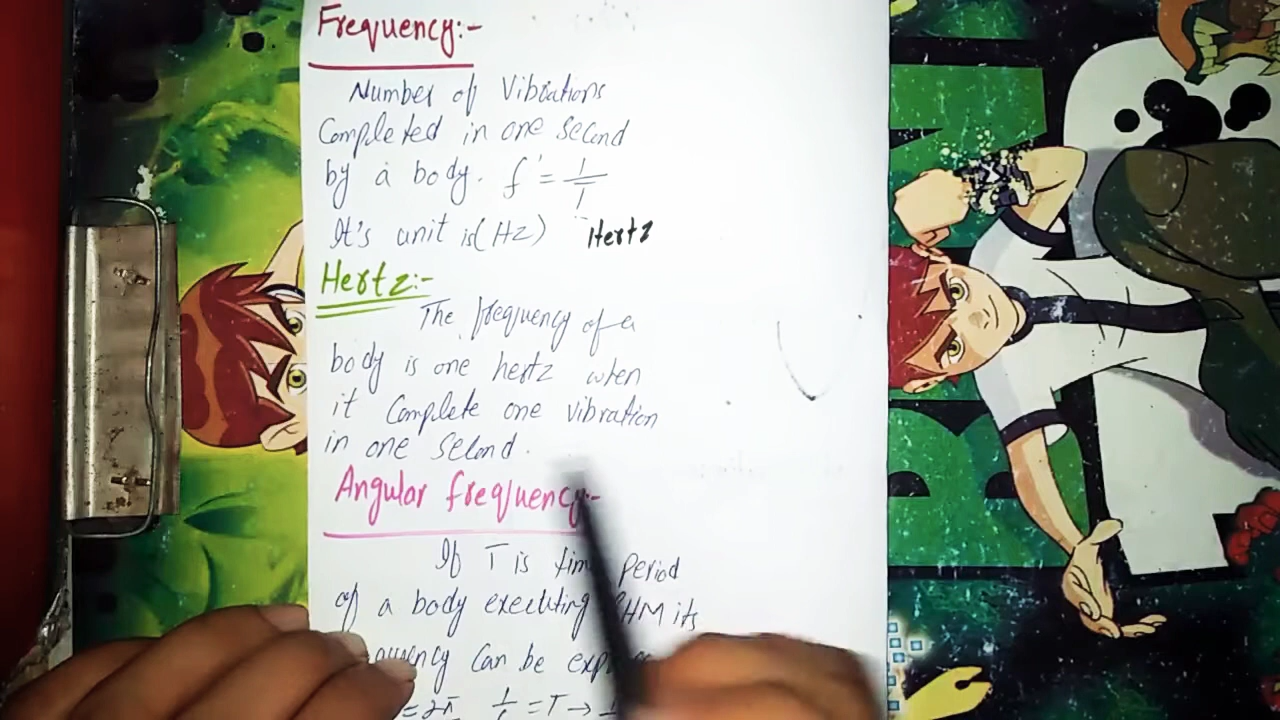 Frequency:-
Number of Vibrations
Completed in one second
by a body. f = 1/T
It's unit is (Hz) Hertz
Hertz:-
The frequency of a
body is one hertz when
it Complete one vibration
in one second.
Angular frequency:-
If T is time Period
of a body executing SHM its
can be
= 2π 1/f = T →